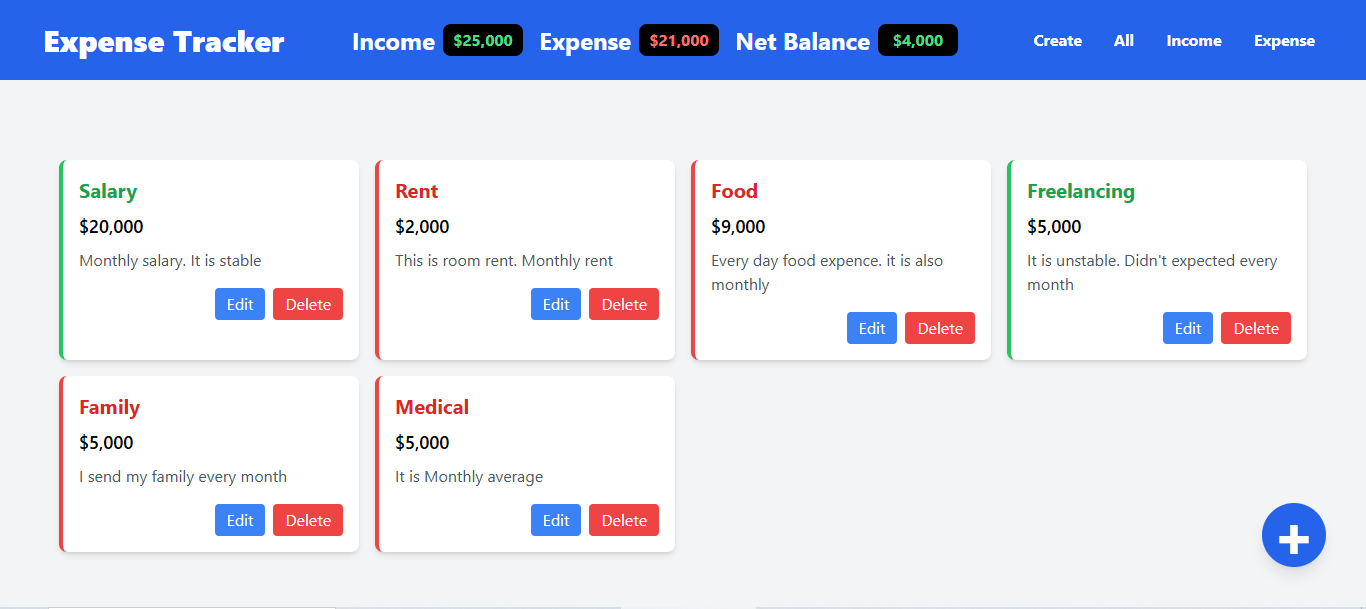 Expense Tracker
Income $25,000 Expense $21,000 Net Balance $4,000
Create All Income Expense
Salary
$20,000
Monthly salary. It is stable
Edit Delete
Rent
$2,000
This is room rent. Monthly rent
Edit Delete
Food
$9,000
Every day food expence. it is also
monthly
Edit Delete
Freelancing
$5,000
It is unstable. Didn't expected every
month
Edit Delete
Family
$5,000
I send my family every month
Edit Delete
Medical
$5,000
It is Monthly average
Edit Delete
+